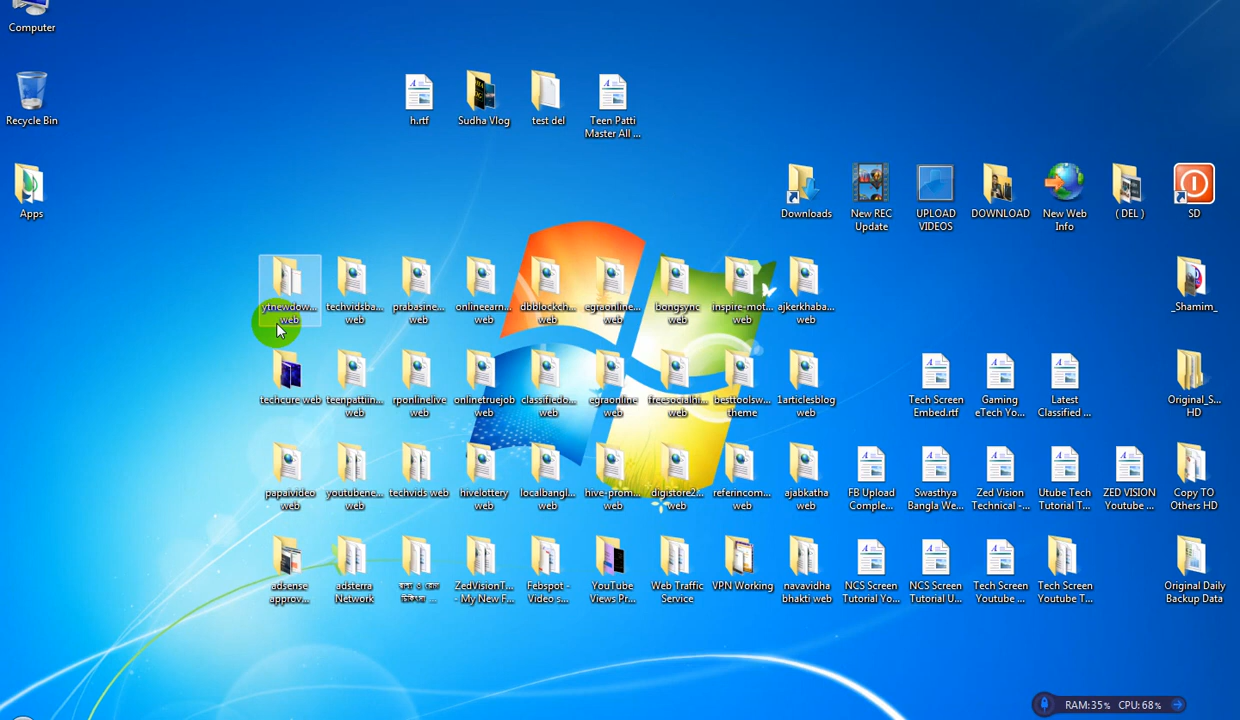 Computer
Recycle Bin
h.rtf
Sudha Vlog
test del
Teen Patti
Master All ...
Apps
Downloads
New REC
Update
UPLOAD
VIDEOS
DOWNLOAD
New Web
Info
( DEL )
SD
ytnewdow...
web
techvidsba...
web
prabasine...
web
onlineearn...
web
dbblockch...
web
egraonline...
web
bongsync
web
inspire-mot...
web
ajkerkhaba...
web
_Shamim_
techcure web
teenpattiin...
web
rponlinelive
web
onlinetruejob
web
classifiedo...
web
egraonline
web
freesocialhi...
web
besttoolsw...
theme
1articlesblog
web
Tech Screen
Embed.rtf
Gaming
eTech Yo...
Latest
Classified ...
Original_S...
HD
papaivideo
web
youtubene...
web
techvids web
hivelottery
web
localbangl...
web
hive-prom...
web
digistore2...
web
referincom...
web
ajabkatha
web
FB Upload
Comple...
Swasthya
Bangla We...
Zed Vision
Technical -...
Utube Tech
Tutorial T...
ZED VISION
Youtube ...
Copy TO
Others HD
adsense
approv...
adsterra
Network
ZedVisionT...
- My New F...
Febspot -
Video s...
YouTube
Views Pr...
Web Traffic
Service
VPN Working
navavidha
bhakti web
NCS Screen
Tutorial Yo...
NCS Screen
Tutorial U...
Tech Screen
Youtube ...
Tech Screen
Youtube T...
Original Daily
Backup Data
RAM:35% CPU:68%